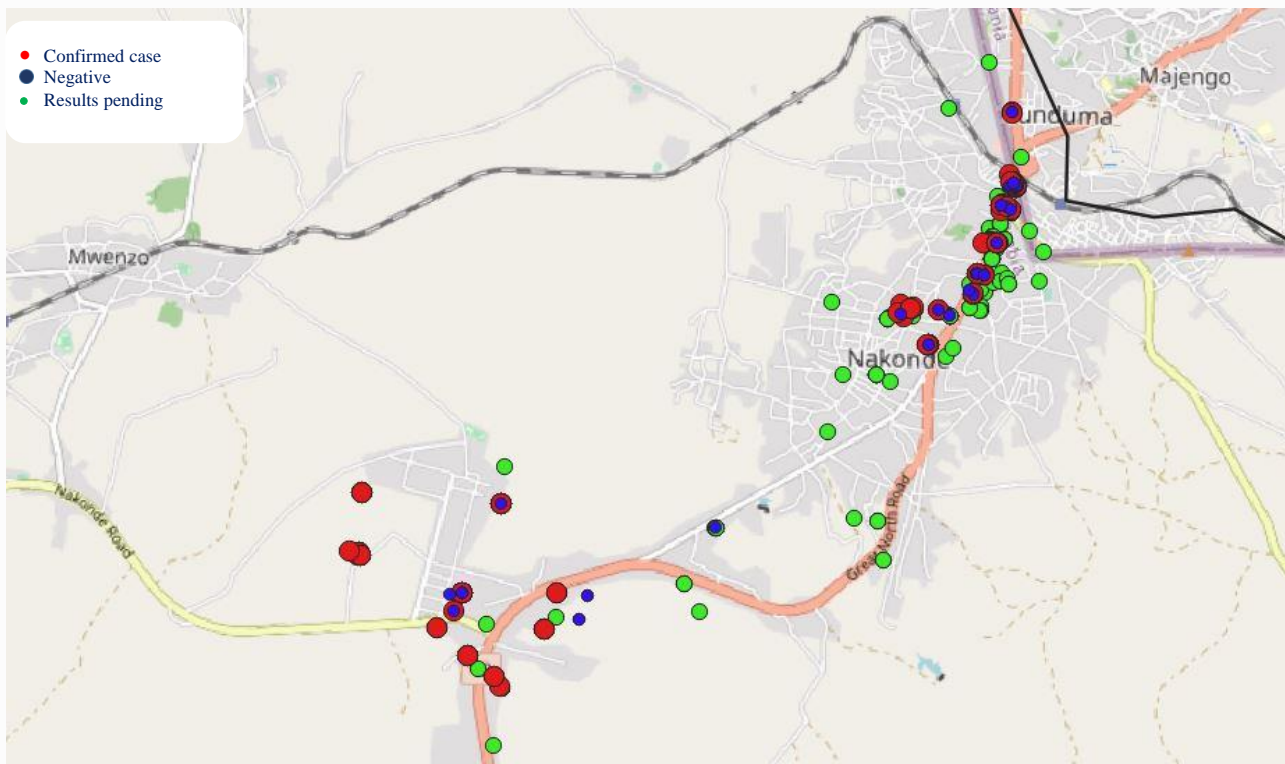 Confirmed case
Negative
Results pending
Majengo
unduma
Mwenzo
Nakonde
Nakonde Road
Great North Road